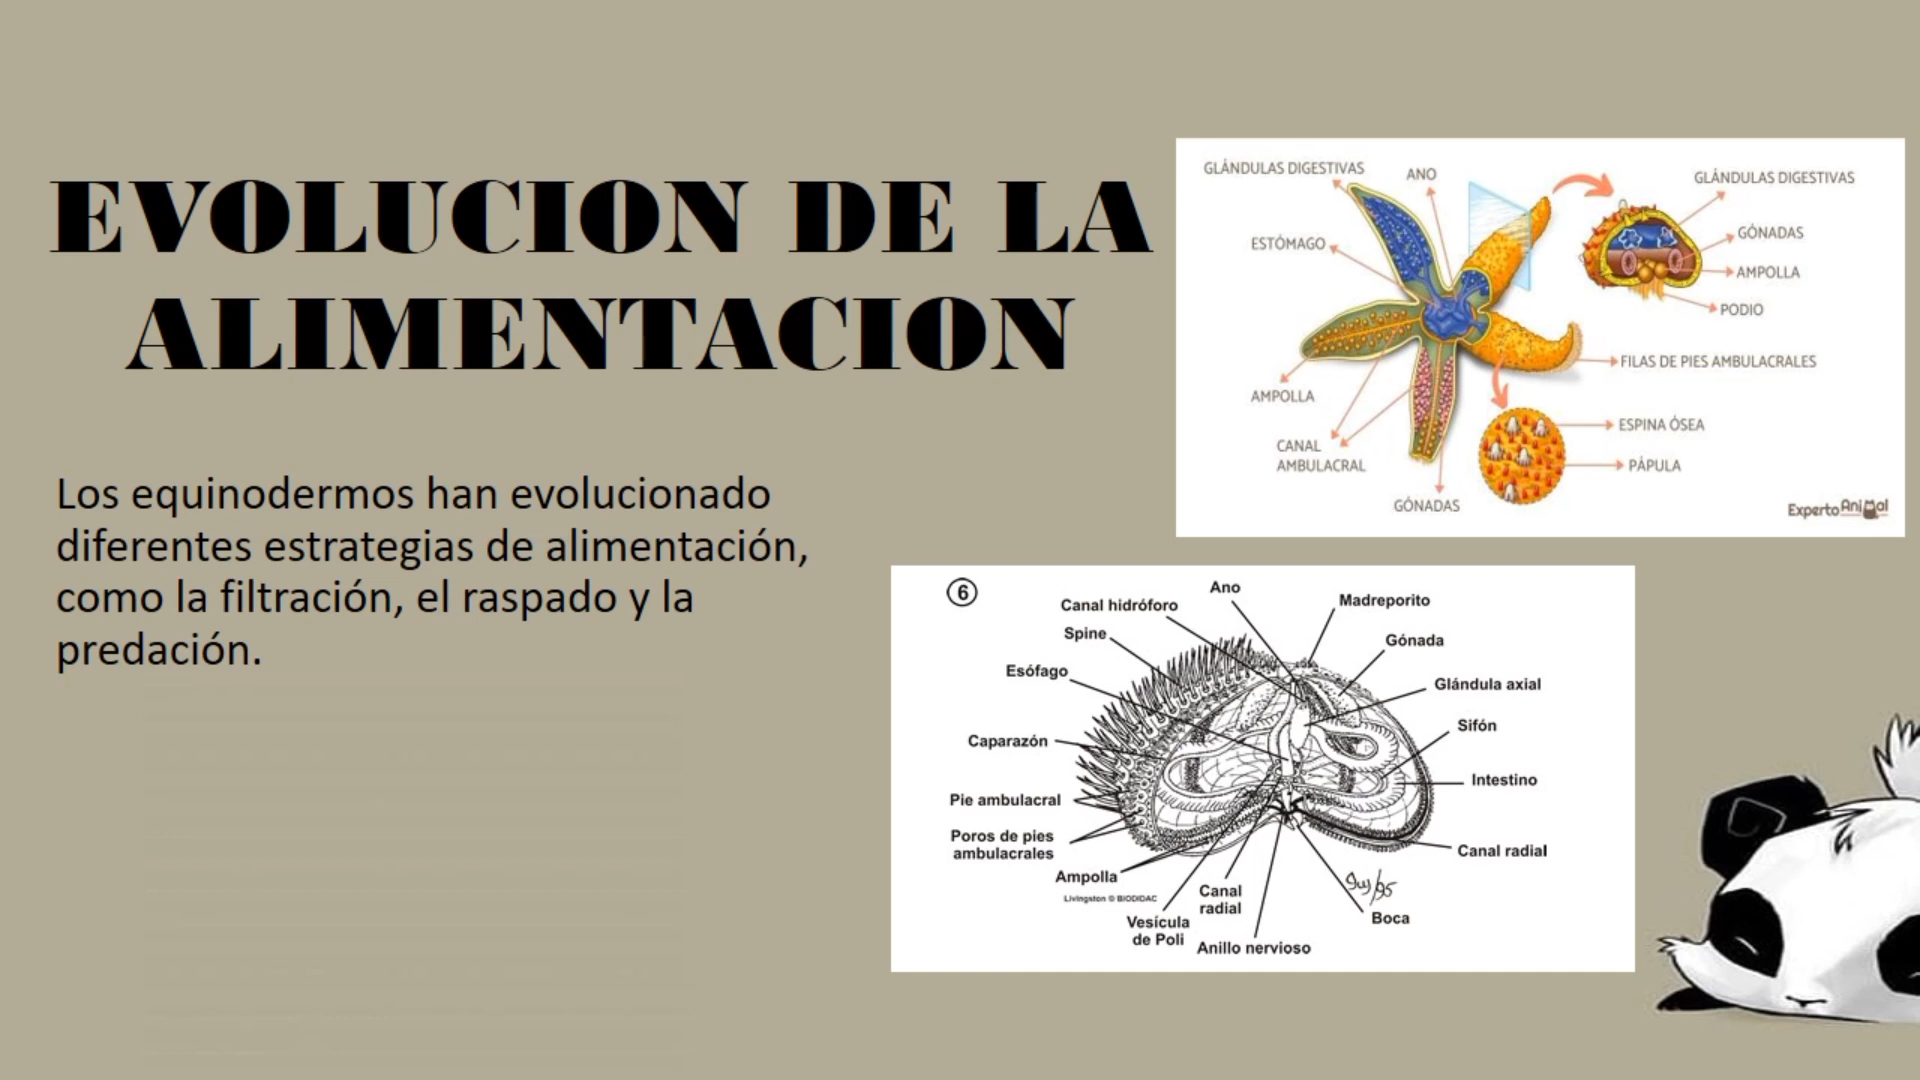 EVOLUCION DE LA
ALIMENTACION
Los equinodermos han evolucionado
diferentes estrategias de alimentación,
como la filtración, el raspado y la
predación.
GLÁNDULAS DIGESTIVAS
ANO
ESTÓMAGO
AMPOLLA
CANAL
AMBULACRAL
GÓNADAS
GLÁNDULAS DIGESTIVAS
GÓNADAS
AMPOLLA
PODIO
FILAS DE PIES AMBULACRALES
ESPINA ÓSEA
PÁPULA
ExpertoAnimal
6
Ano
Canal hidróforo
Madreporito
Spine
Gónada
Esófago
Glándula axial
Sifón
Caparazón
Intestino
Pie ambulacral
Poros de pies
ambulacrales
Canal radial
Ampolla
Livingston © BIODIDAC
Canal
radial
Vesícula
de Poli
Boca
Anillo nervioso